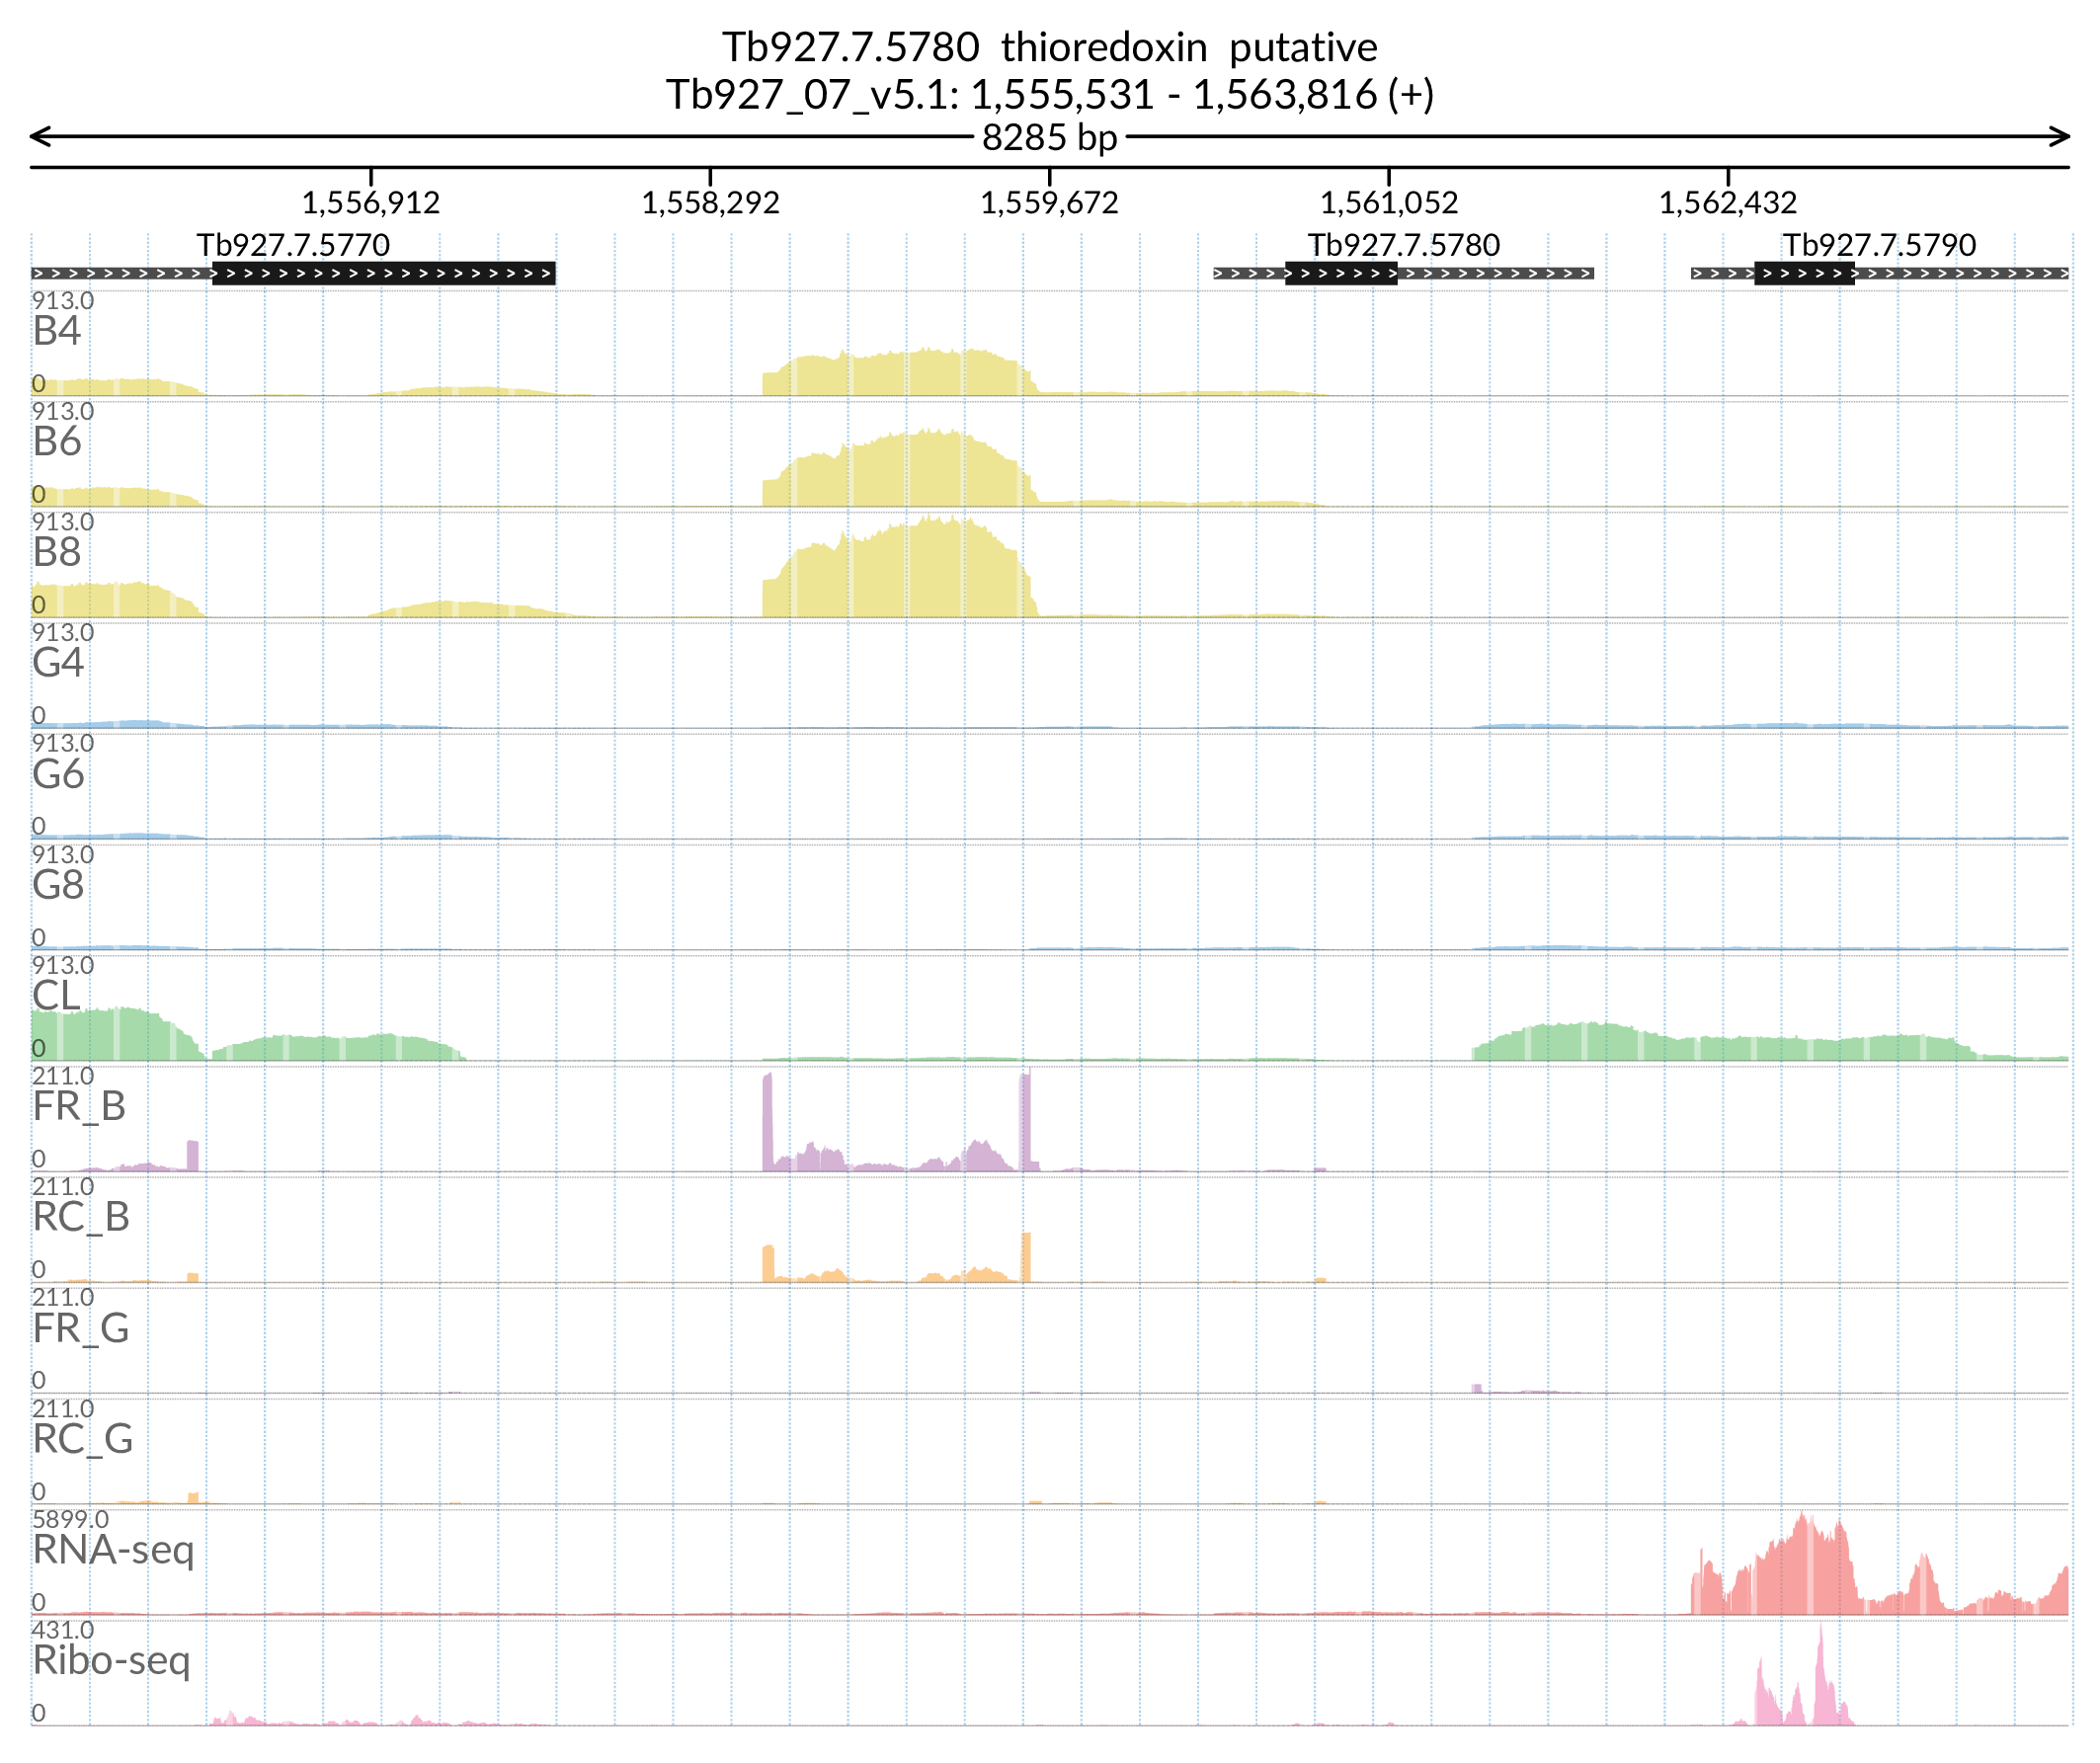 Tb927.7.5780 thioredoxin putative
Tb927_07_v5.1: 1,555,531 - 1,563,816 (+)
8285 bp
1,556,912 1,558,292 1,559,672 1,561,052 1,562,432
Tb927.7.5770 Tb927.7.5780 Tb927.7.5790
913.0
B4
0
913.0
B6
0
913.0
B8
0
913.0
G4
0
913.0
G6
0
913.0
G8
0
913.0
CL
0
211.0
FR_B
0
211.0
RC_B
0
211.0
FR_G
0
211.0
RC_G
0
5899.0
RNA-seq
0
431.0
Ribo-seq
0